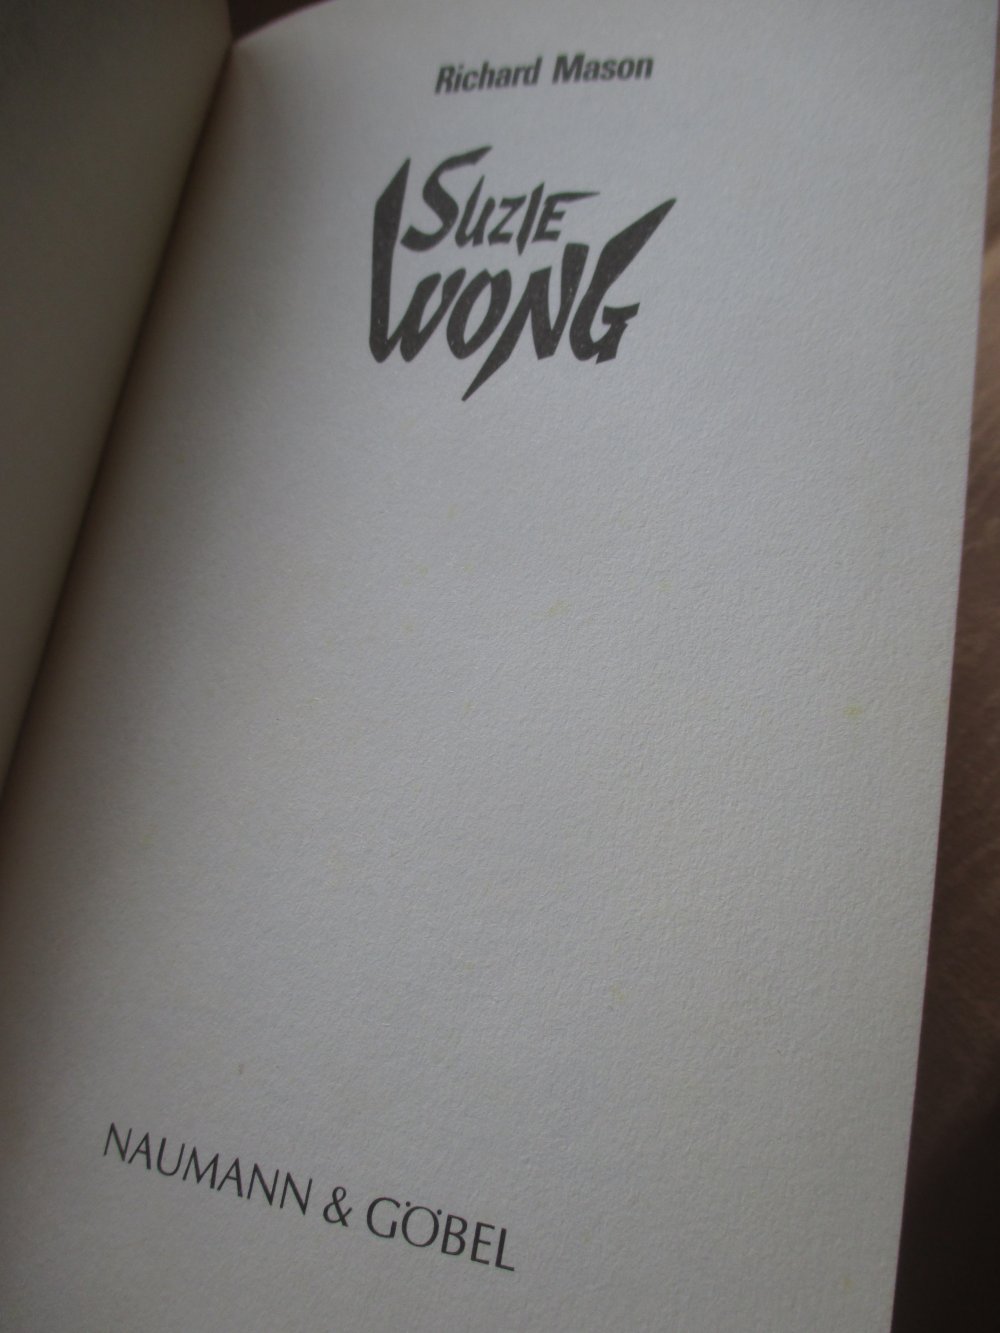 Richard Mason
SUZIE
WONG
NAUMANN & GÖBEL